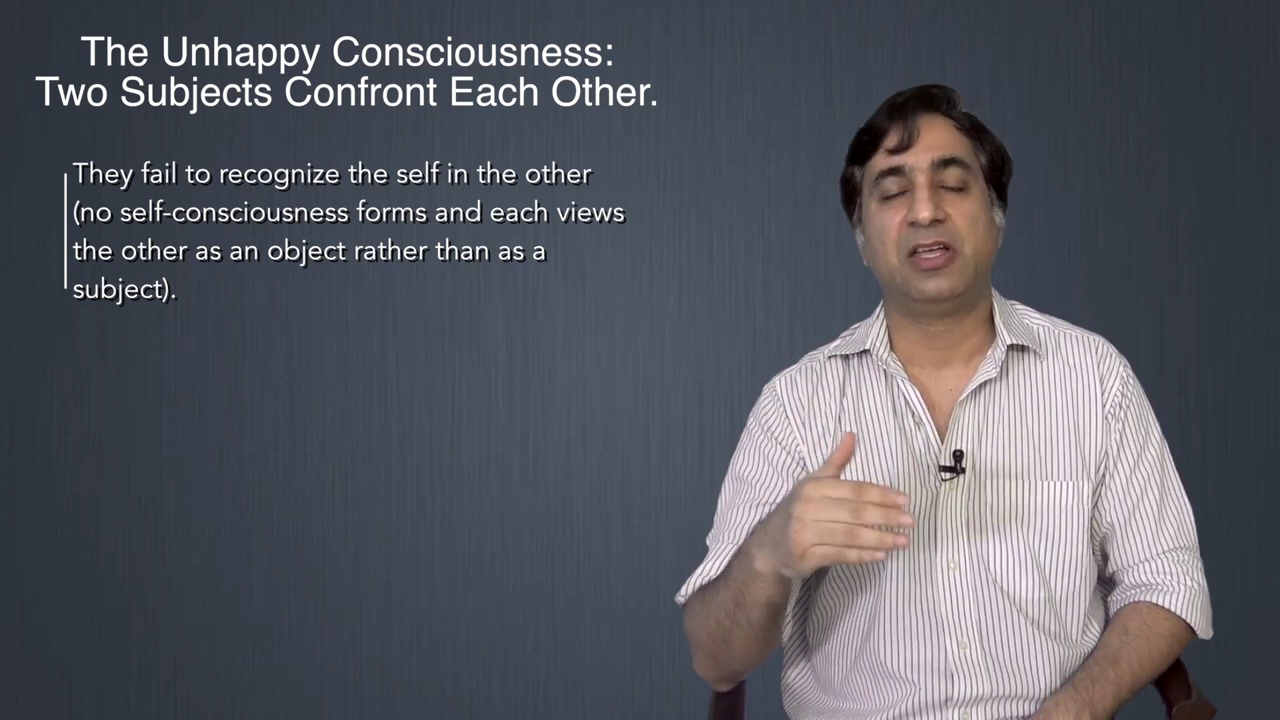 The Unhappy Consciousness:
Two Subjects Confront Each Other.
They fail to recognize the self in the other
(no self-consciousness forms and each views
the other as an object rather than as a
subject).